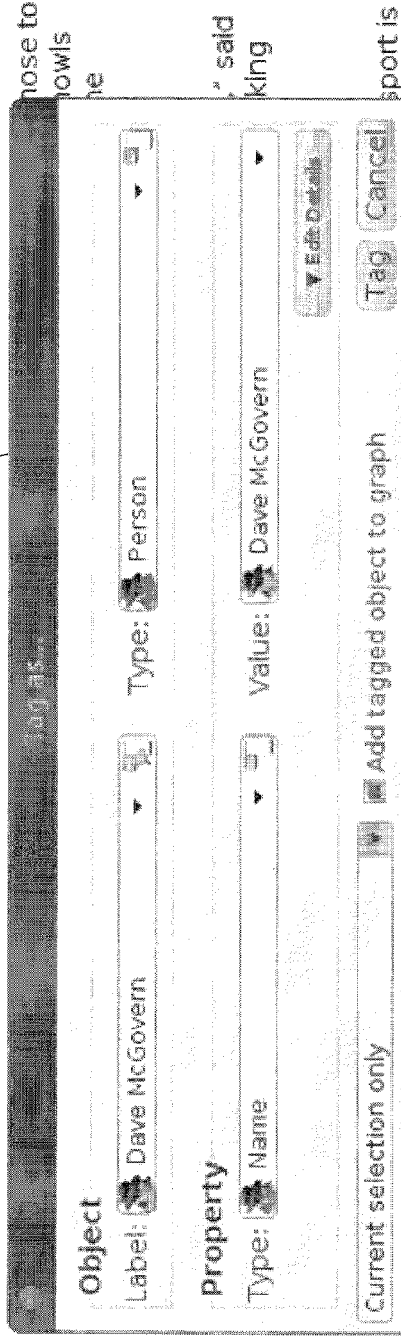 Tag as...
Object
Label: Dave McGovern Type: Person
Property
Type: Name Value: Dave McGovern
Edit Details
Current selection only Add tagged object to graph Tag Cancel
hose to
owls
he
," said
king
port is